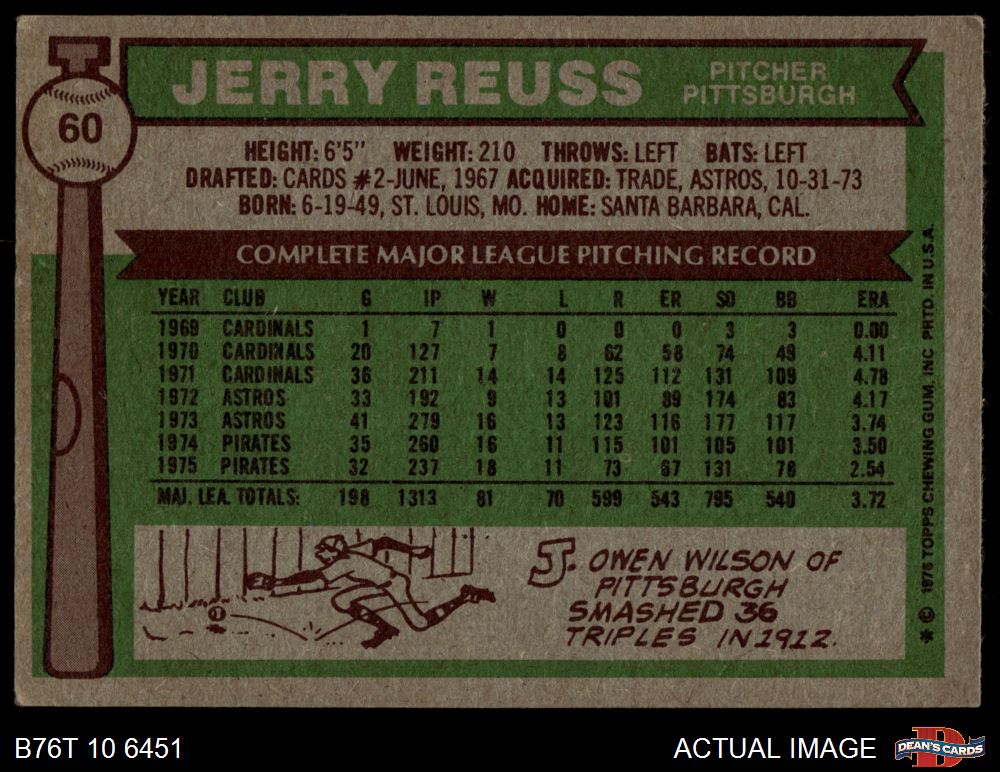 60
JERRY REUSS
PITCHER
PITTSBURGH
HEIGHT: 6'5" WEIGHT: 210 THROWS: LEFT BATS: LEFT
DRAFTED: CARDS #2-JUNE, 1967 ACQUIRED: TRADE, ASTROS, 10-31-73
BORN: 6-19-49, ST. LOUIS, MO. HOME: SANTA BARBARA, CAL.
COMPLETE MAJOR LEAGUE PITCHING RECORD
YEAR CLUB G IP W L R ER SO BB ERA
1969 CARDINALS 1 7 1 0 0 0 3 3 0.00
1970 CARDINALS 20 127 7 8 62 58 74 49 4.11
1971 CARDINALS 36 211 14 14 125 112 131 109 4.78
1972 ASTROS 33 192 9 13 101 89 174 83 4.17
1973 ASTROS 41 279 16 13 123 116 177 117 3.74
1974 PIRATES 35 260 16 11 115 101 105 101 3.50
1975 PIRATES 32 237 18 11 73 67 131 78 2.54
MAJ. LEA. TOTALS: 198 1313 81 70 599 543 795 540 3.72
J. OWEN WILSON OF
PITTSBURGH
SMASHED 36
TRIPLES IN 1912.
* © 1976 TOPPS CHEWING GUM, INC PRTD. IN U.S.A.
B76T 10 6451
ACTUAL IMAGE
D
DEAN'S CARDS